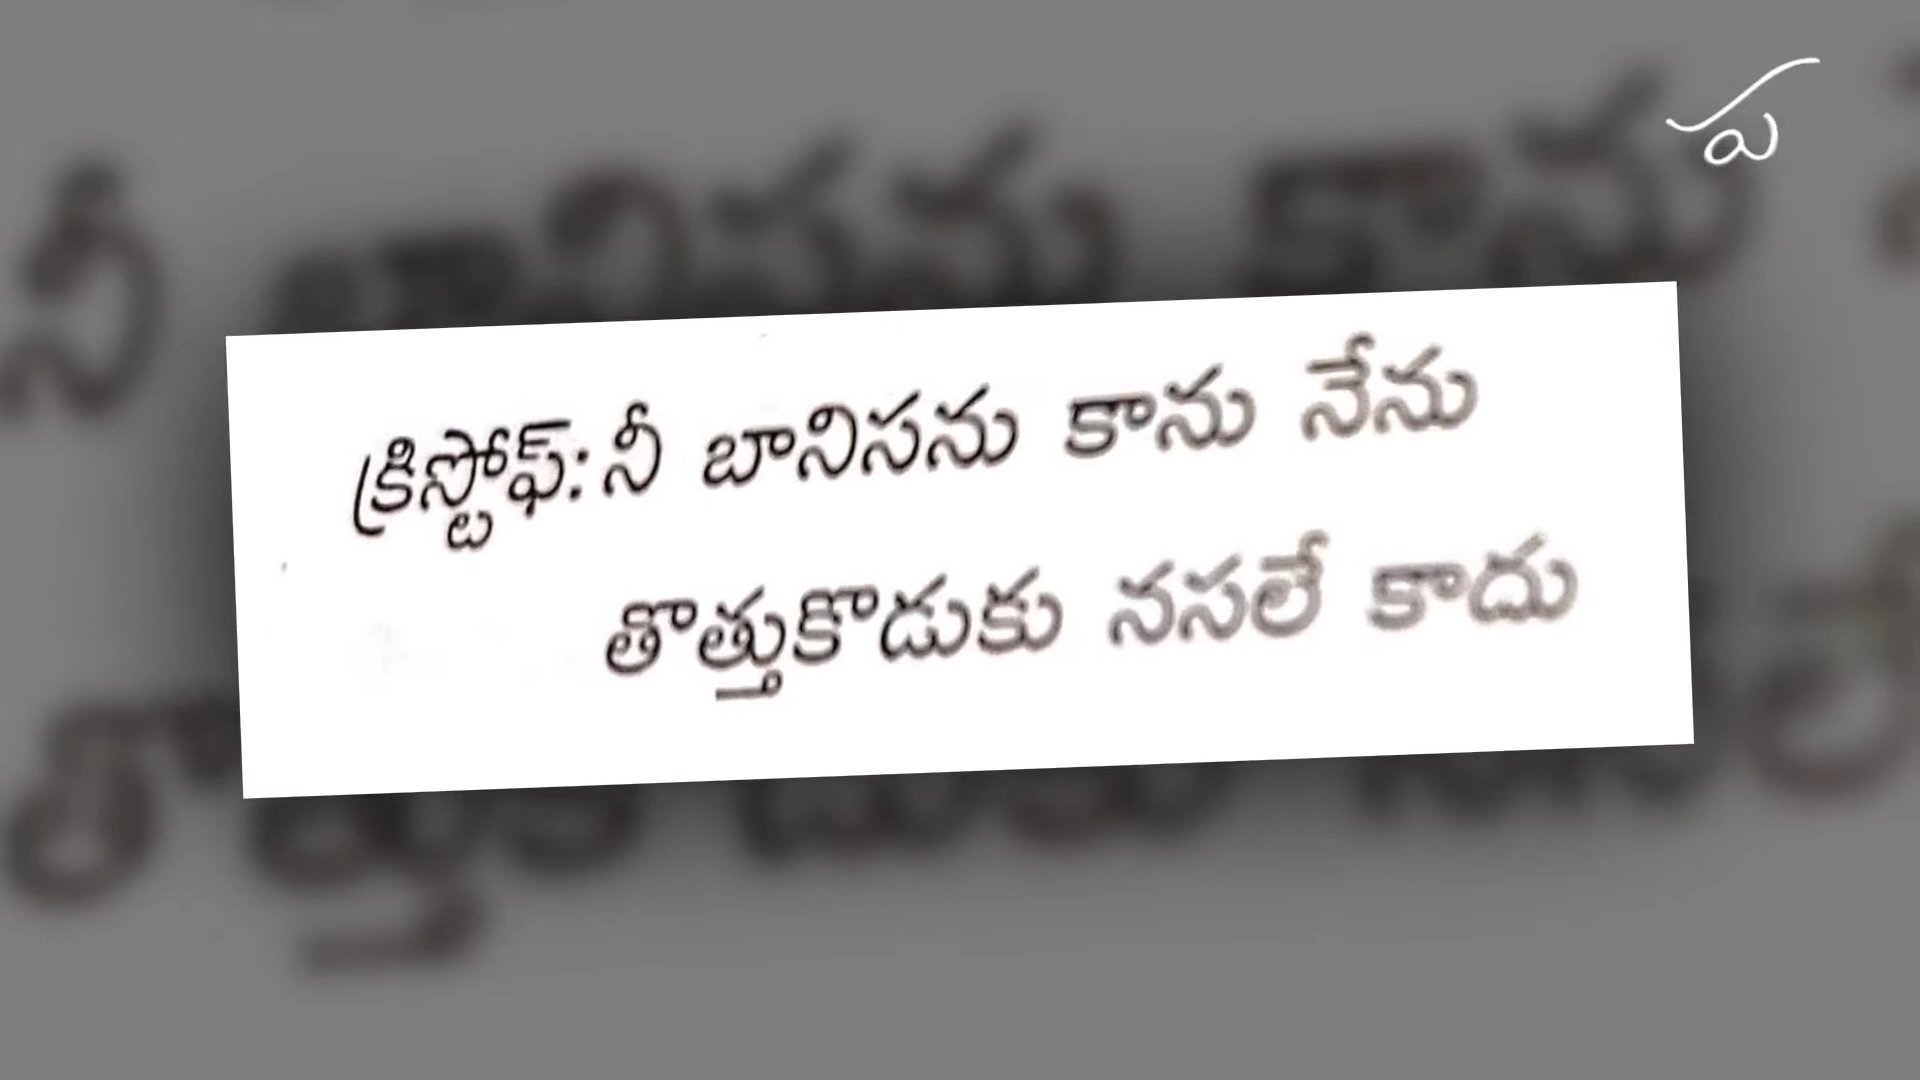 ప
క్రిస్టోఫ్: నీ బానిసను కాను నేను
తొత్తుకొడుకు నసలే కాదు